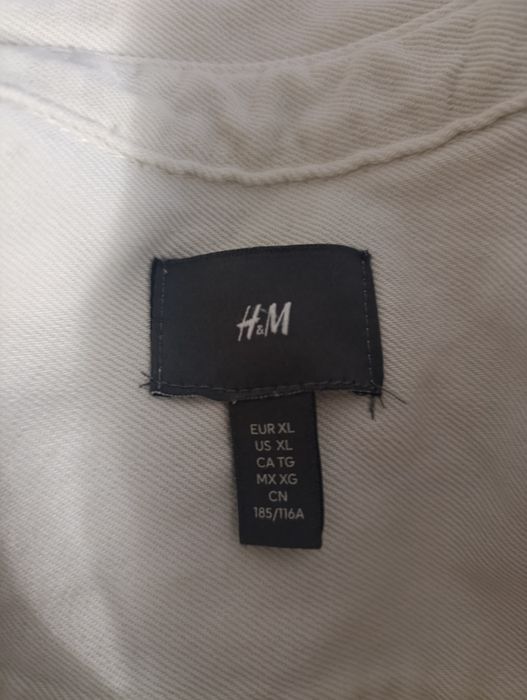 H&M
EUR XL
US XL
CA TG
MX XG
CN
185/116A